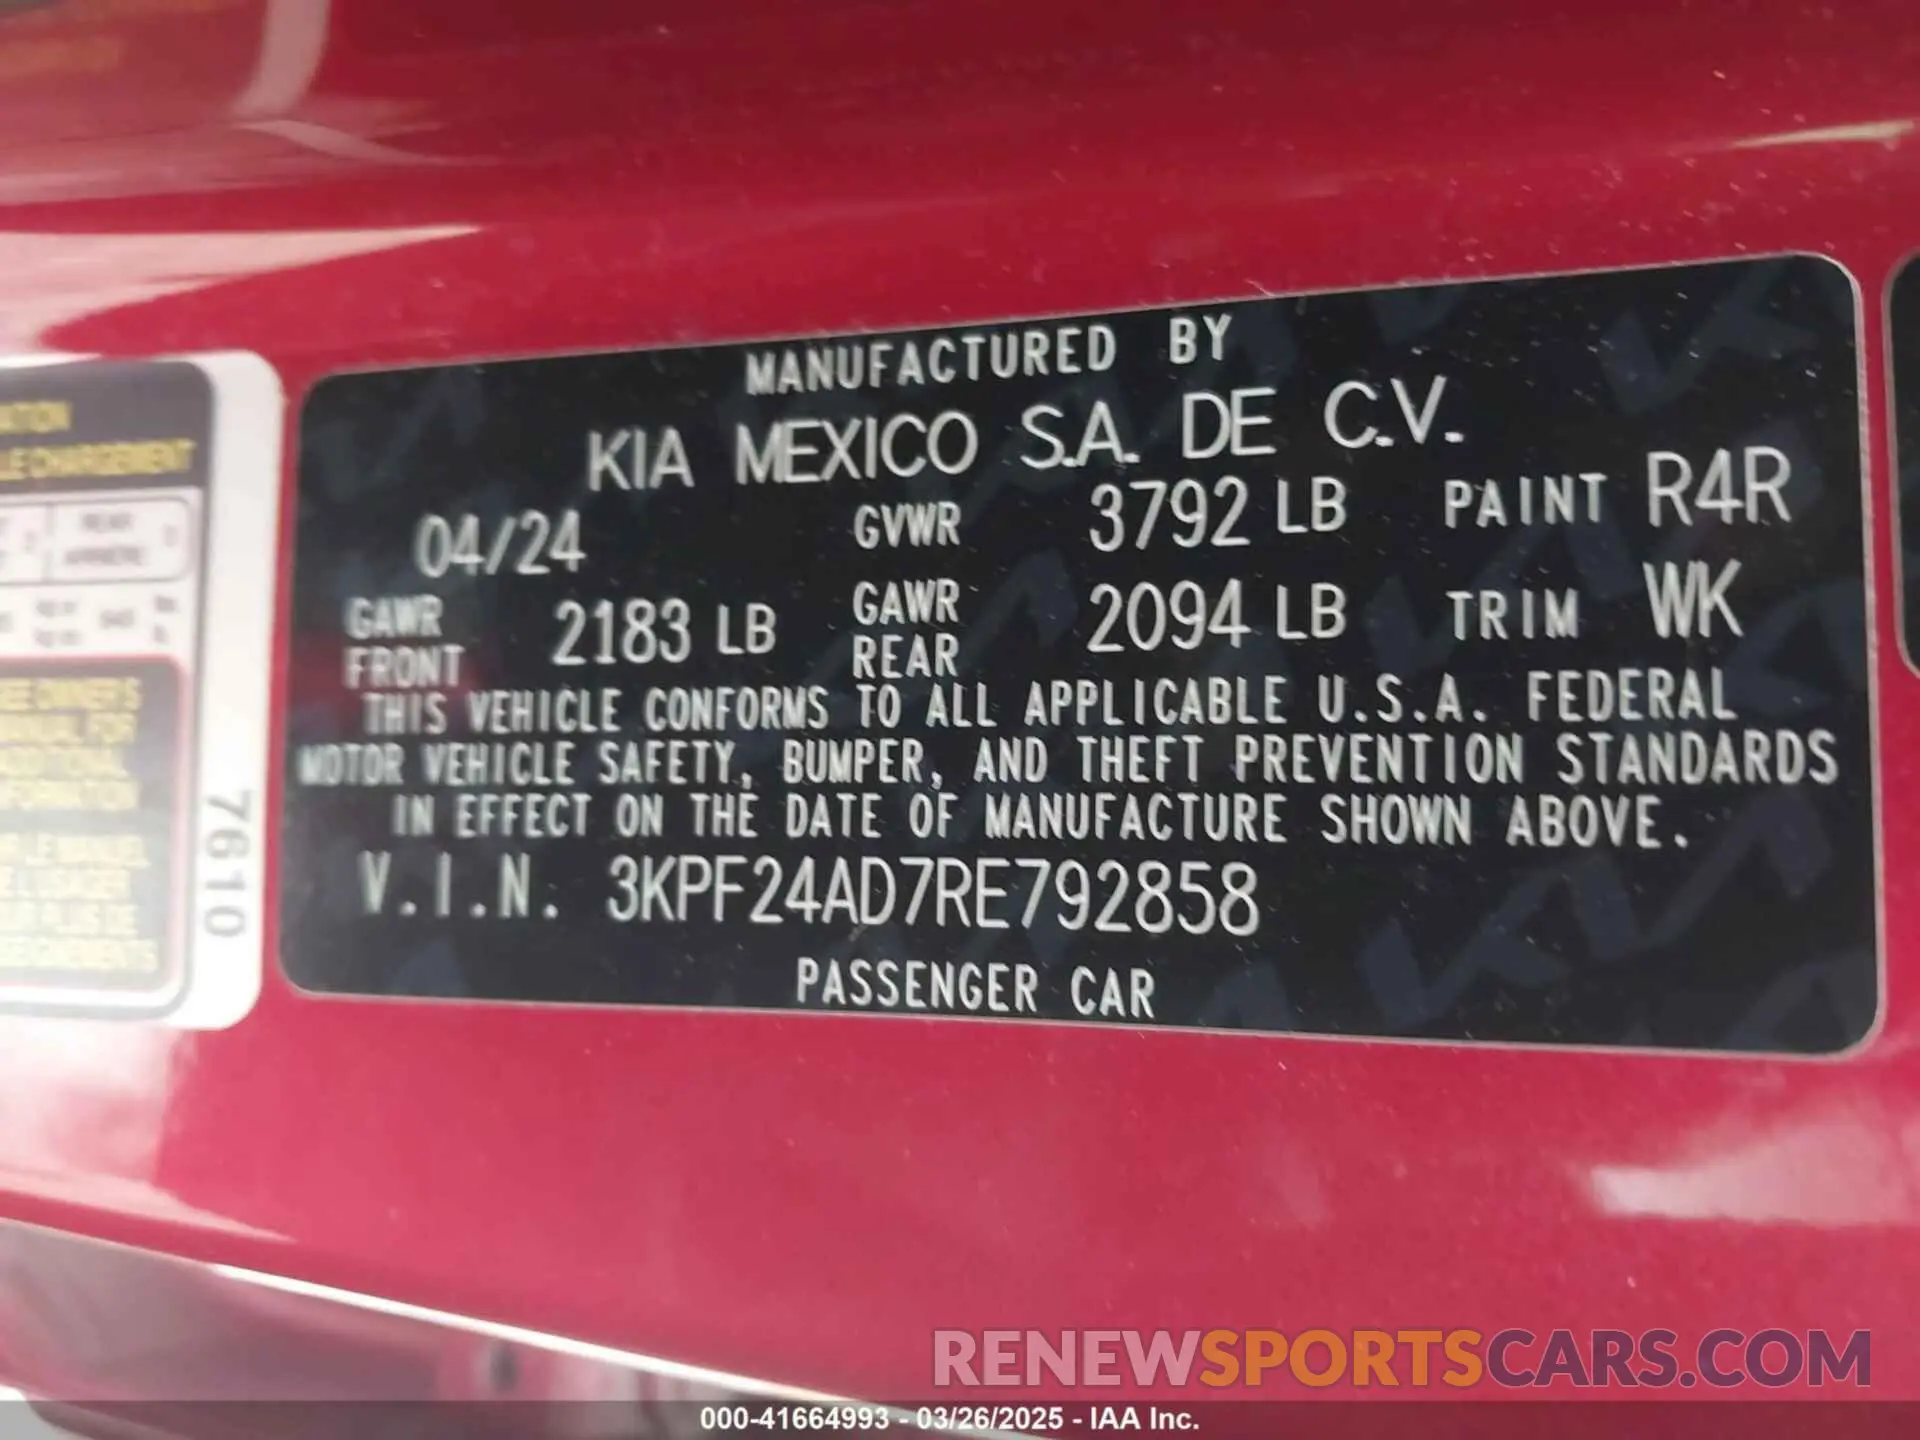 MANUFACTURED BY
KIA MEXICO S.A. DE C.V.
04/24 GVWR 3792 LB PAINT R4R
GAWR FRONT 2183 LB GAWR REAR 2094 LB TRIM WK
THIS VEHICLE CONFORMS TO ALL APPLICABLE U.S.A. FEDERAL
MOTOR VEHICLE SAFETY, BUMPER, AND THEFT PREVENTION STANDARDS
IN EFFECT ON THE DATE OF MANUFACTURE SHOWN ABOVE.
V.I.N. 3KPF24AD7RE792858
PASSENGER CAR
7610
RENEWSPORTSCARS.COM
000-41664993 - 03/26/2025 - IAA Inc.